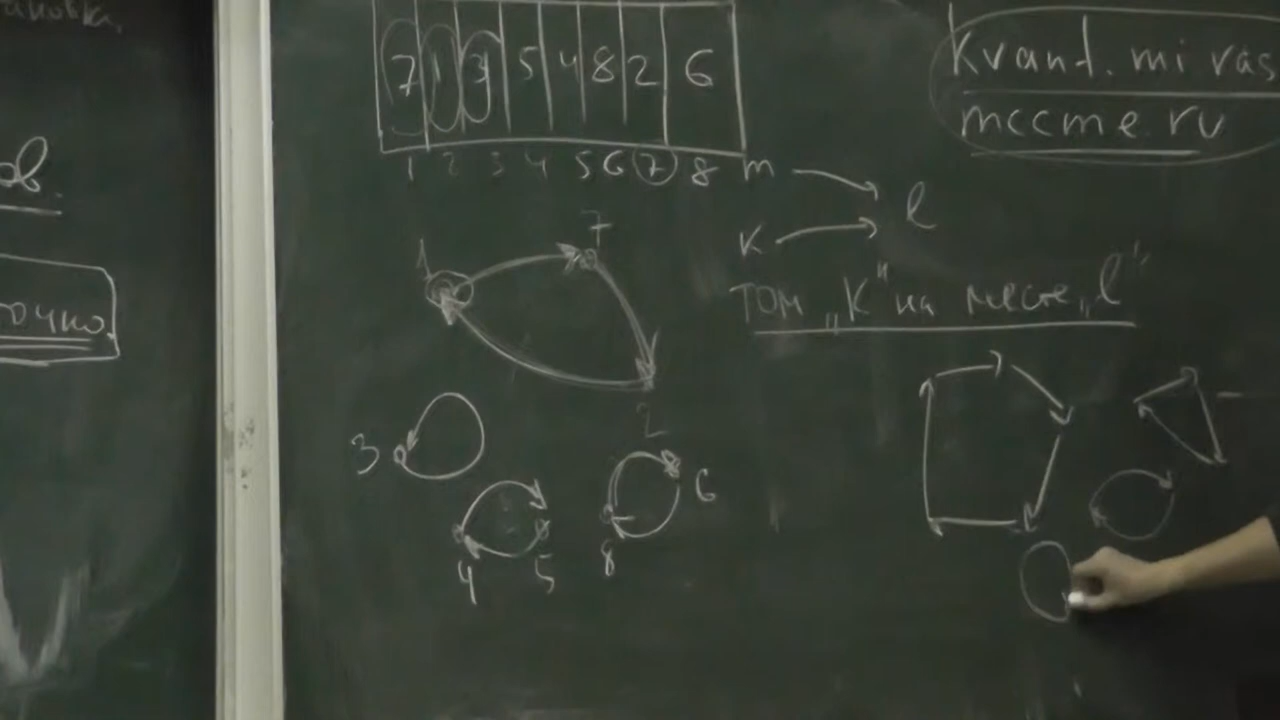 7 1 3 5 4 8 2 6
1 2 3 4 5 6 7 8 m
l
K
том „К" на месте „l"
Kvant. mi ras
mccme ru
1 7
2
3
6
4 5 8